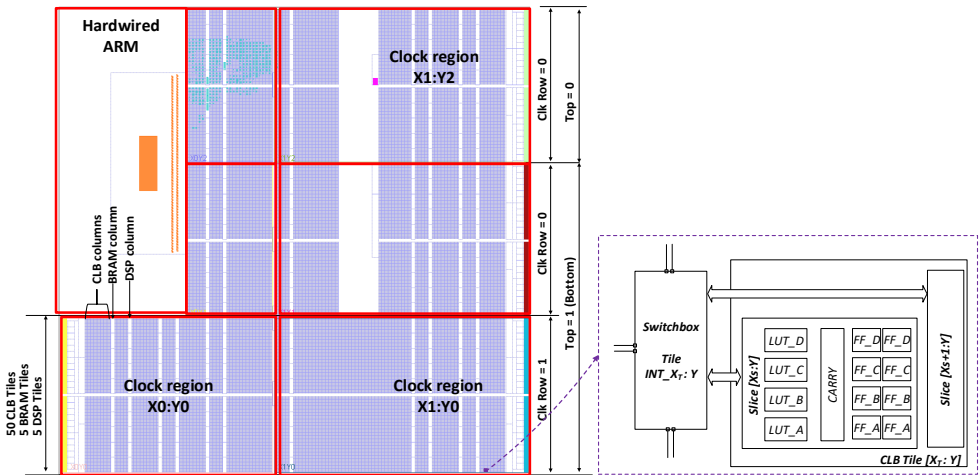 Hardwired
ARM
Clock region
X1:Y2
Clk Row = 0
Top = 0
CLB columns
BRAM column
DSP column
Clk Row = 0
Top = 1 (Bottom)
50 CLB Tiles
5 BRAM Tiles
5 DSP Tiles
Clock region
X0:Y0
Clock region
X1:Y0
Clk Row = 1
Switchbox
Tile
INT_XT : Y
Slice [Xs:Y]
LUT_D
LUT_C
LUT_B
LUT_A
CARRY
FF_D FF_D
FF_C FF_C
FF_B FF_B
FF_A FF_A
Slice [Xs+1:Y]
CLB Tile [XT : Y]